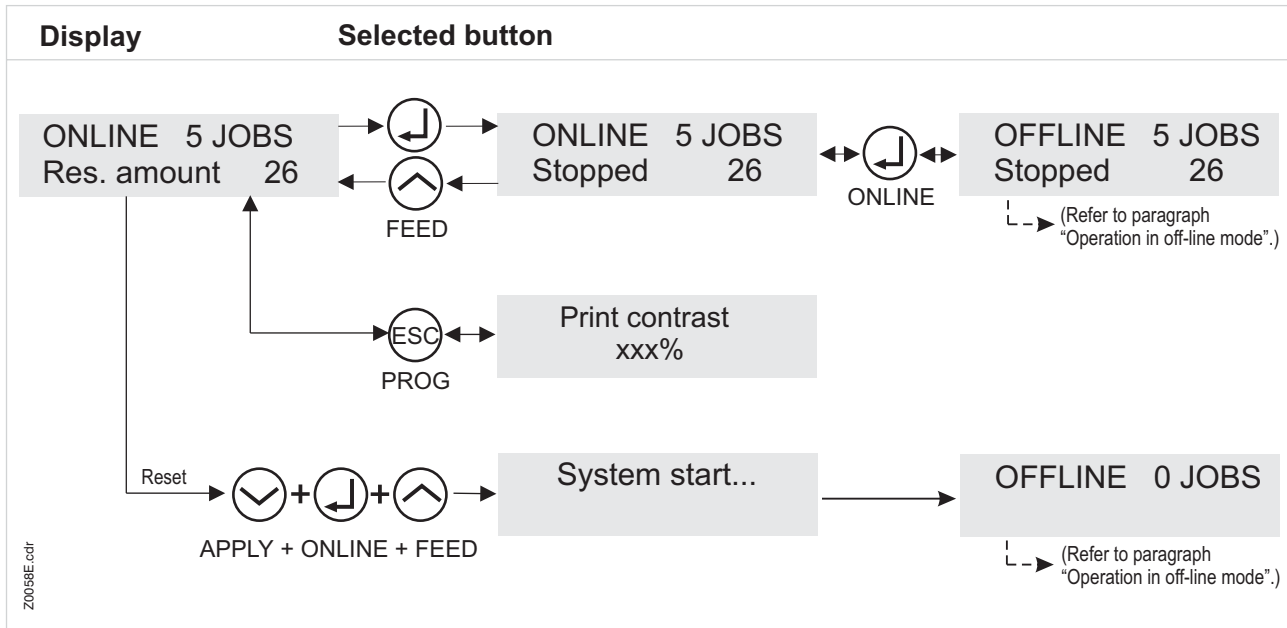 Display Selected button
ONLINE 5 JOBS
Res. amount 26
FEED
ONLINE 5 JOBS
Stopped 26
ONLINE
OFFLINE 5 JOBS
Stopped 26
(Refer to paragraph
“Operation in off-line mode”.)
ESC
PROG
Print contrast
xxx%
Reset
+ +
APPLY + ONLINE + FEED
System start...
OFFLINE 0 JOBS
(Refer to paragraph
“Operation in off-line mode”.)
Z0058E.cdr